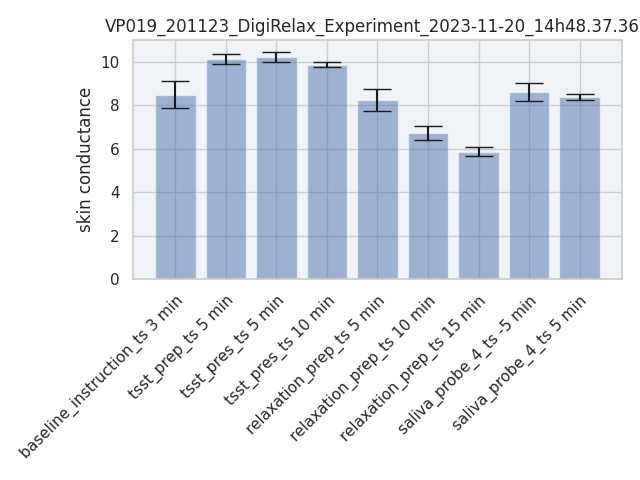 VP019_201123_DigiRelax_Experiment_2023-11-20_14h48.37.36
skin conductance
10
8
6
4
2
0
baseline_instruction_ts 3 min
tsst_prep_ts 5 min
tsst_pres_ts 5 min
tsst_pres_ts 10 min
relaxation_prep_ts 5 min
relaxation_prep_ts 10 min
relaxation_prep_ts 15 min
saliva_probe_4_ts -5 min
saliva_probe_4_ts 5 min